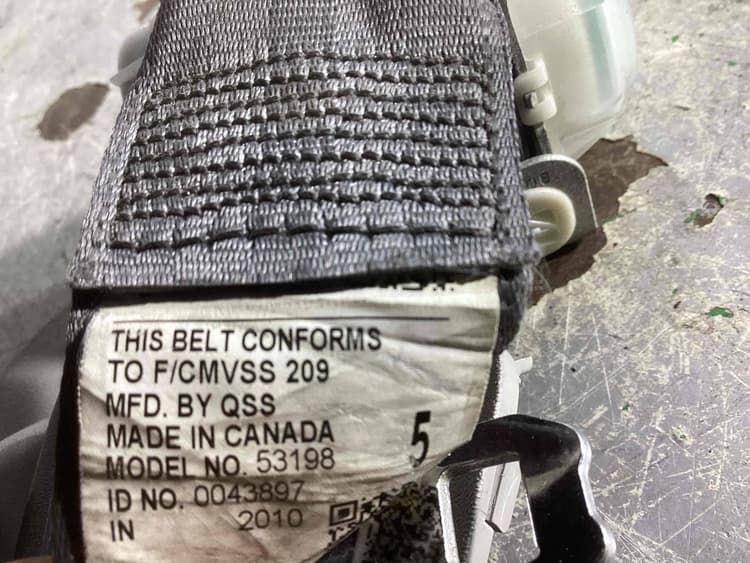 THIS BELT CONFORMS
TO F/CMVSS 209
MFD. BY QSS
MADE IN CANADA
5
MODEL NO. 53198
ID NO. 0043897
IN 2010